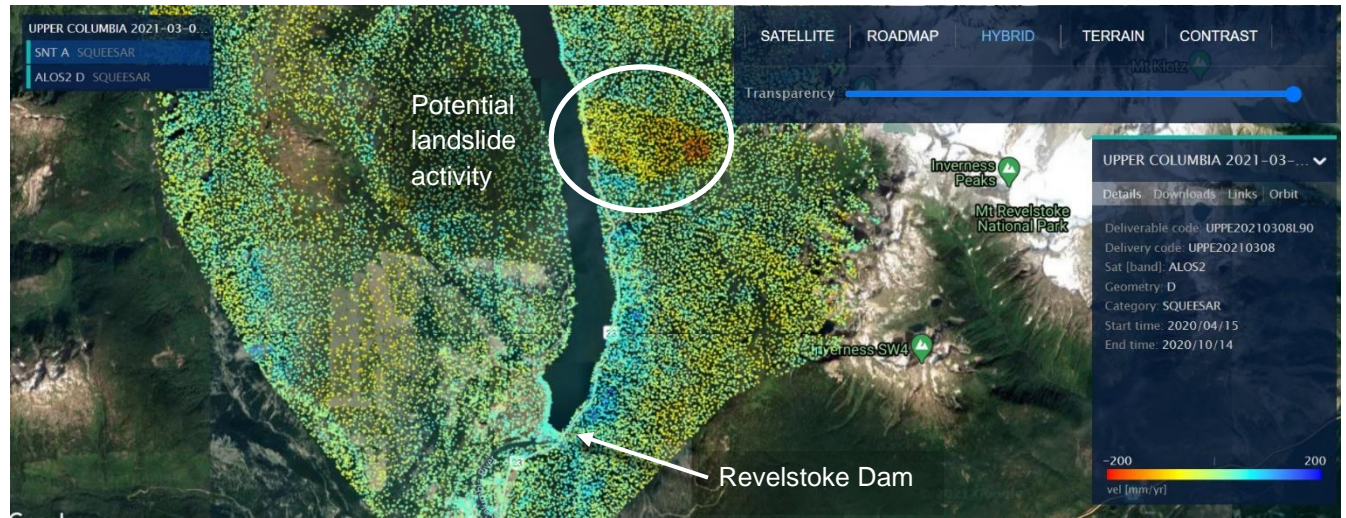 UPPER COLUMBIA 2021-03-0...
SNT A SQUEESAR
ALOS2 D SQUEESAR
SATELLITE ROADMAP HYBRID TERRAIN CONTRAST
Mt Klotz
Transparency
Potential
landslide
activity
Inverness
Peaks
Mt Revelstoke
National Park
UPPER COLUMBIA 2021-03-...
Details Downloads Links Orbit
Deliverable code: UPPE20210308L90
Delivery code: UPPE20210308
Sat [band]: ALOS2
Geometry: D
Category: SQUEESAR
Start time: 2020/04/15
End time: 2020/10/14
23
Inverness SW4
23
Revelstoke Dam
-200 200
vel [mm/yr]